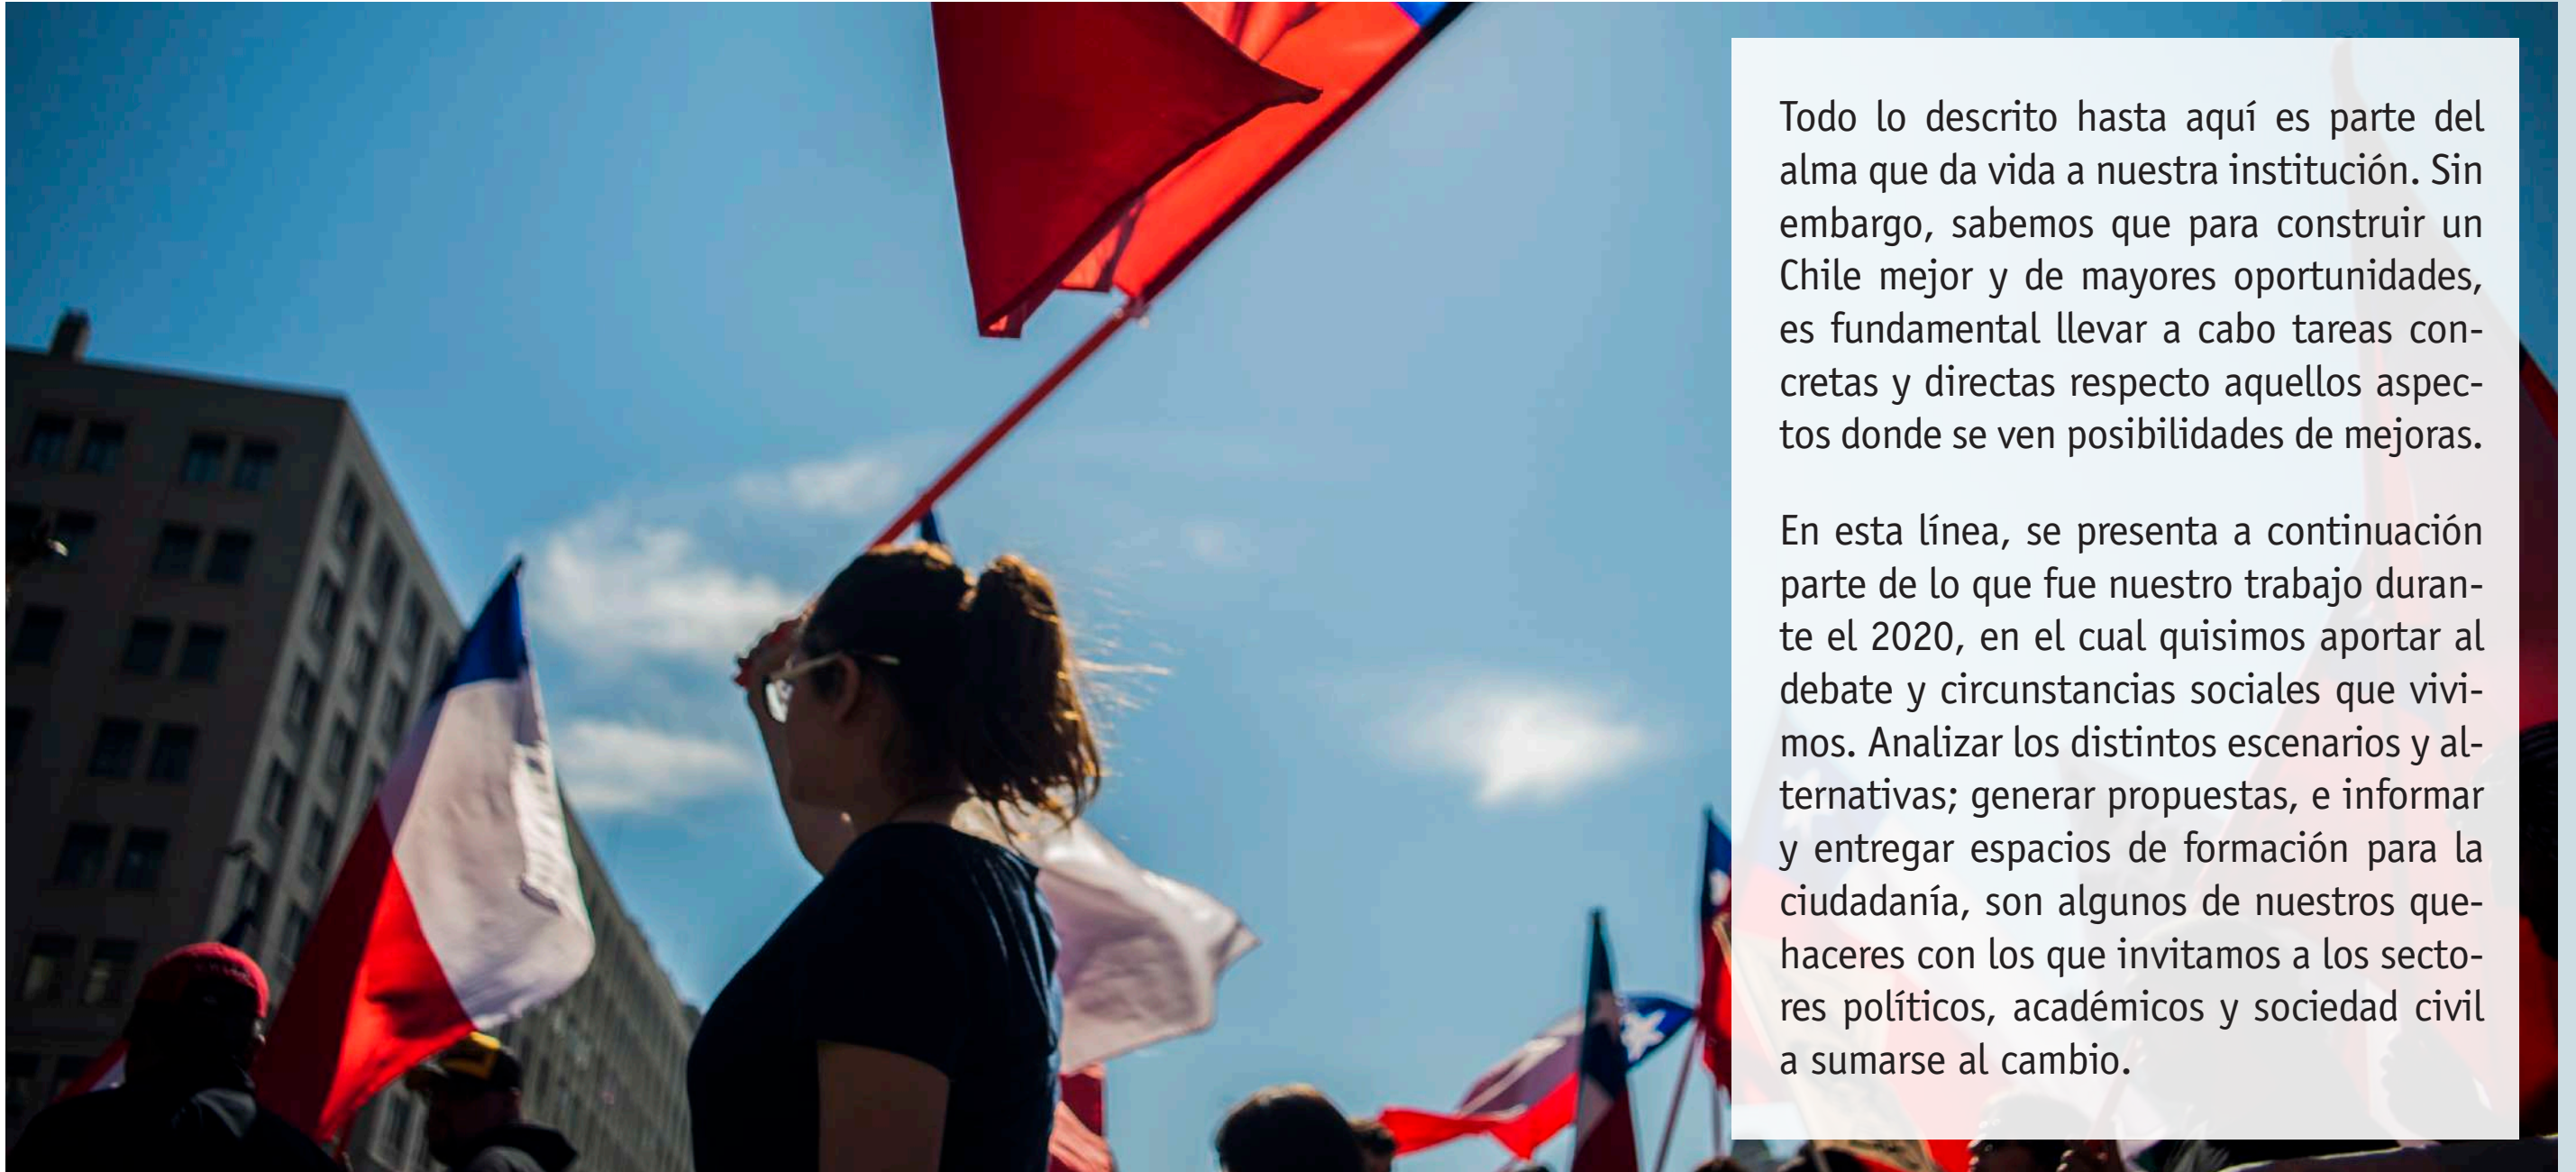 Todo lo descrito hasta aquí es parte del
alma que da vida a nuestra institución. Sin
embargo, sabemos que para construir un
Chile mejor y de mayores oportunidades,
es fundamental llevar a cabo tareas con-
cretas y directas respecto aquellos aspec-
tos donde se ven posibilidades de mejoras.
En esta línea, se presenta a continuación
parte de lo que fue nuestro trabajo duran-
te el 2020, en el cual quisimos aportar al
debate y circunstancias sociales que vivi-
mos. Analizar los distintos escenarios y al-
ternativas; generar propuestas, e informar
y entregar espacios de formación para la
ciudadanía, son algunos de nuestros que-
haceres con los que invitamos a los secto-
res políticos, académicos y sociedad civil
a sumarse al cambio.